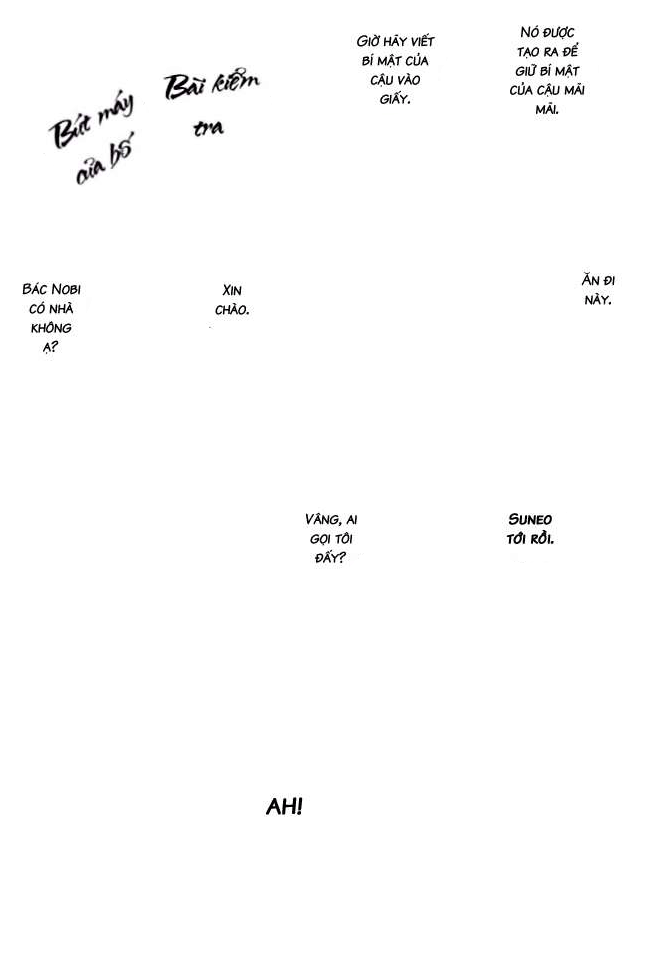 NÓ ĐƯỢC
TẠO RA ĐỂ
GIỮ BÍ MẬT
CỦA CẬU MÃI
MÃI.
GIỜ HÃY VIẾT
BÍ MẬT CỦA
CẬU VÀO
GIẤY.
Bài kiểm
tra
Bút máy
của bố
ĂN ĐI
NÀY.
XIN
CHÀO.
BÁC NOBI
CÓ NHÀ
KHÔNG
Ạ?
SUNEO
TỚI RỒI.
VÂNG, AI
GỌI TÔI
ĐẤY?
AH!